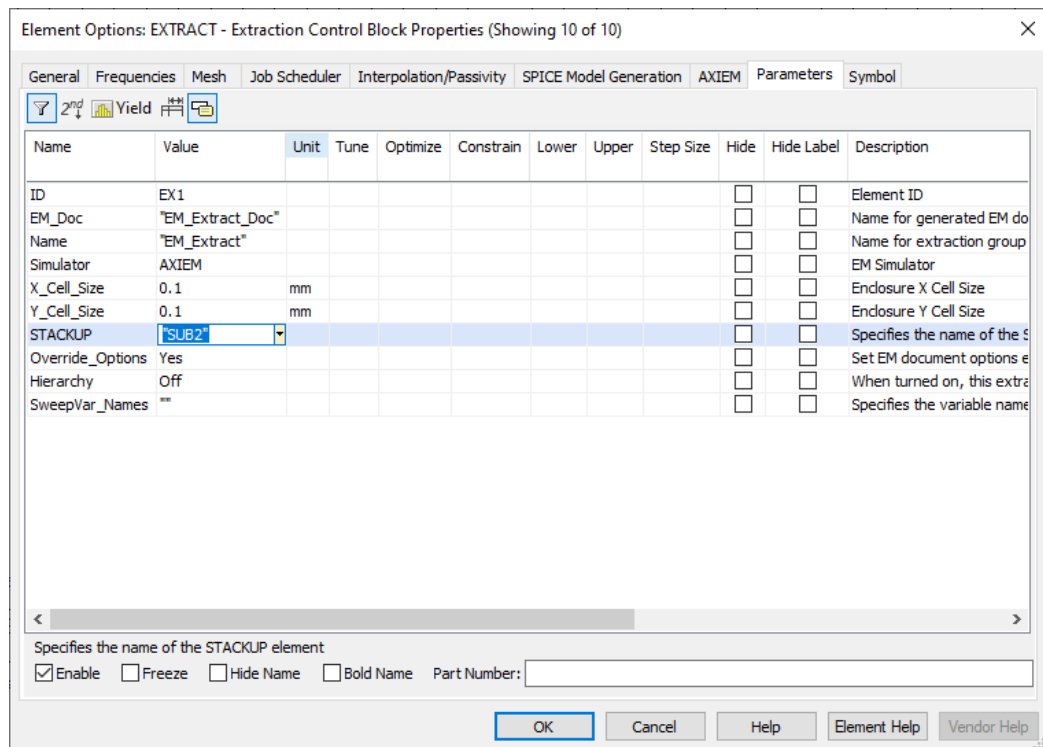 Element Options: EXTRACT - Extraction Control Block Properties (Showing 10 of 10)
General Frequencies Mesh Job Scheduler Interpolation/Passivity SPICE Model Generation AXIEM Parameters Symbol
2nd Yield
Name Value Unit Tune Optimize Constrain Lower Upper Step Size Hide Hide Label Description
ID EX1 Element ID
EM_Doc "EM_Extract_Doc" Name for generated EM do
Name "EM_Extract" Name for extraction group
Simulator AXIEM EM Simulator
X_Cell_Size 0.1 mm Enclosure X Cell Size
Y_Cell_Size 0.1 mm Enclosure Y Cell Size
STACKUP "SUB2" Specifies the name of the S
Override_Options Yes Set EM document options e
Hierarchy Off When turned on, this extra
SweepVar_Names "" Specifies the variable name
Specifies the name of the STACKUP element
Enable Freeze Hide Name Bold Name Part Number:
OK Cancel Help Element Help Vendor Help